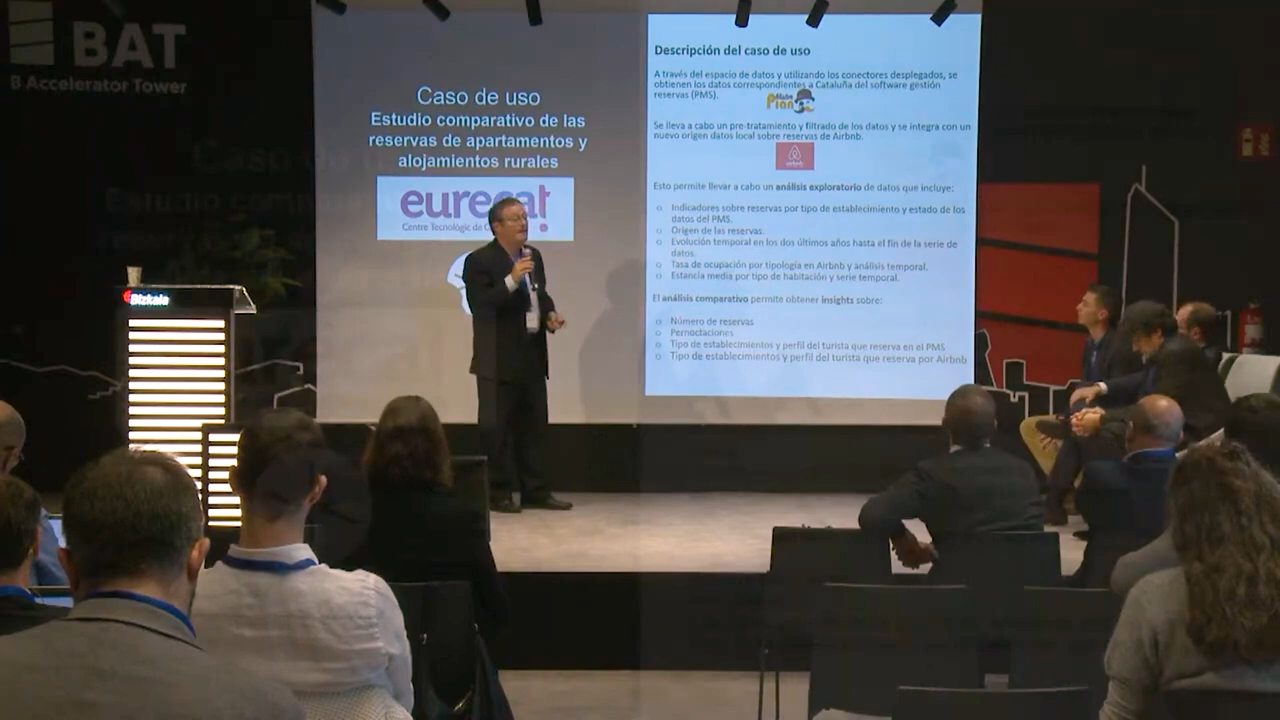 BAT
B Accelerator Tower
Caso de uso
Estudio comparativo de las
reservas de apartamentos y
alojamientos rurales
eurecat
Centre Tecnològic de C
Bizkaia
Descripción del caso de uso
A través del espacio de datos y utilizando los conectores desplegados, se
obtienen los datos correspondientes a Cataluña del software gestión
reservas (PMS).
Mister
Plan
Se lleva a cabo un pre-tratamiento y filtrado de los datos y se integra con un
nuevo origen datos local sobre reservas de Airbnb.
airbnb
Esto permite llevar a cabo un análisis exploratorio de datos que incluye:
o Indicadores sobre reservas por tipo de establecimiento y estado de los
datos del PMS.
o Origen de las reservas.
o Evolución temporal en los dos últimos años hasta el fin de la serie de
datos.
o Tasa de ocupación por tipología en Airbnb y análisis temporal.
o Estancia media por tipo de habitación y serie temporal.
El análisis comparativo permite obtener insights sobre:
o Número de reservas
o Pernoctaciones
o Tipo de establecimientos y perfil del turista que reserva en el PMS
o Tipo de establecimientos y perfil del turista que reserva por Airbnb